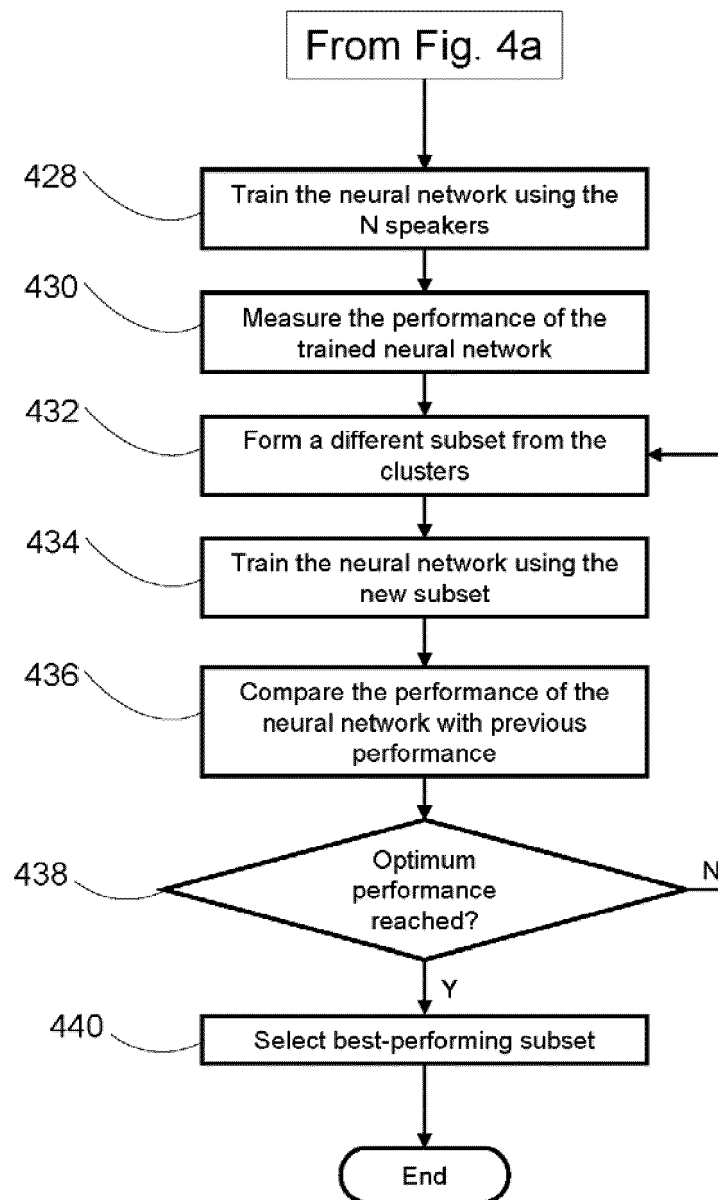 From Fig. 4a
428
Train the neural network using the
N speakers
430
Measure the performance of the
trained neural network
432
Form a different subset from the
clusters
434
Train the neural network using the
new subset
436
Compare the performance of the
neural network with previous
performance
438
Optimum
performance
reached?
N
Y
440
Select best-performing subset
End